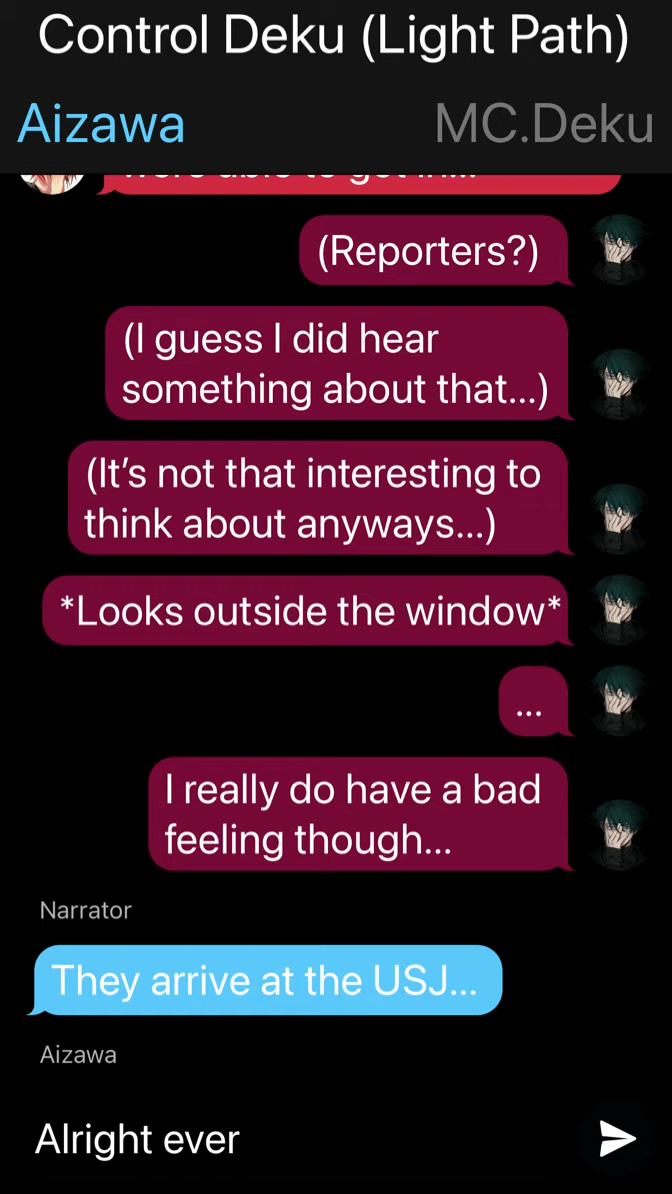 Control Deku (Light Path)
Aizawa
MC.Deku
(Reporters?)
(I guess I did hear
something about that...)
(It’s not that interesting to
think about anyways...)
*Looks outside the window*
...
I really do have a bad
feeling though...
Narrator
They arrive at the USJ...
Aizawa
Alright ever